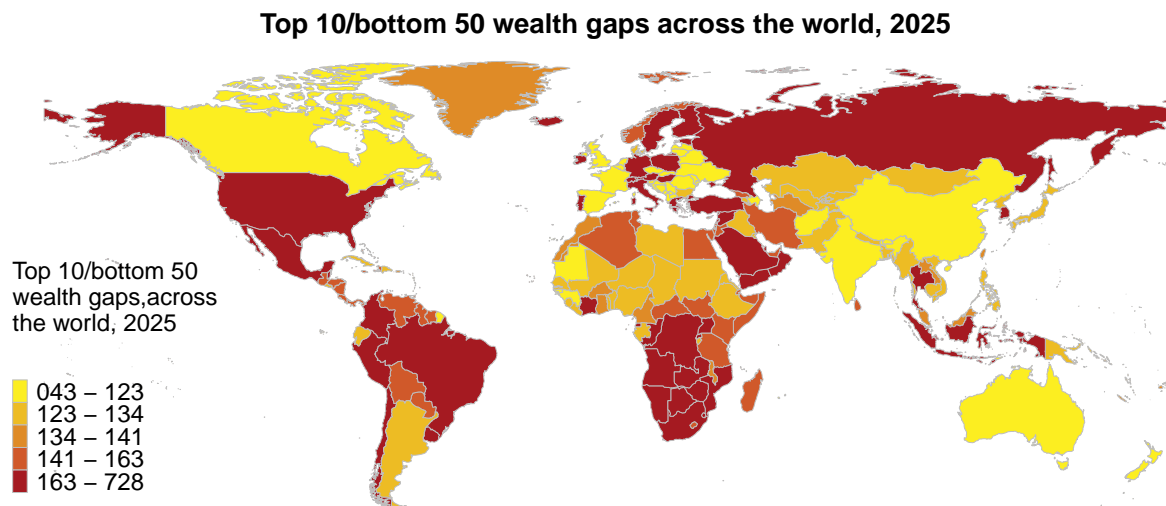 Top 10/bottom 50 wealth gaps across the world, 2025
Top 10/bottom 50
wealth gaps,across
the world, 2025
043 – 123
123 – 134
134 – 141
141 – 163
163 – 728